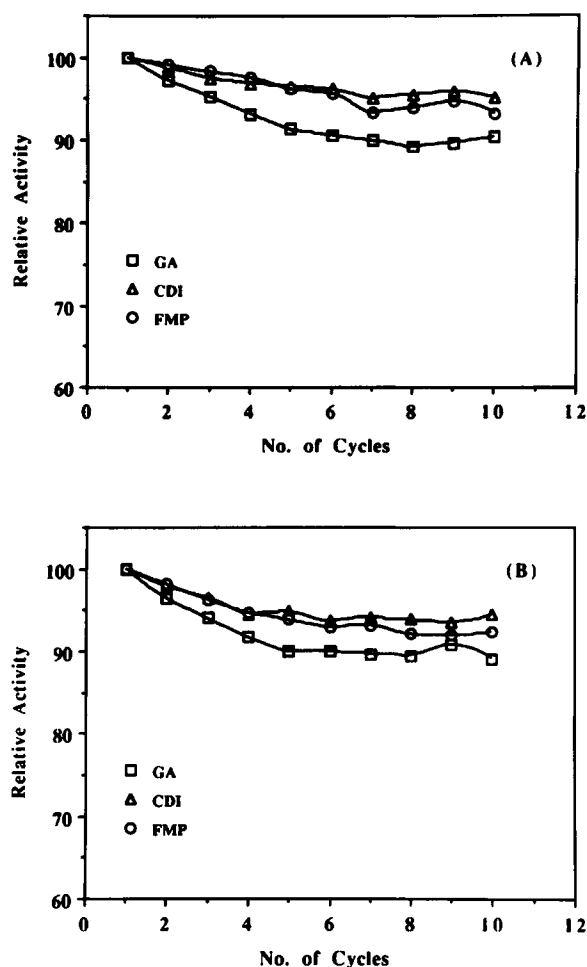 100
90
80
70
60
Relative Activity
(A)
GA
CDI
FMP
0 2 4 6 8 10 12
No. of Cycles
100
90
80
70
60
Relative Activity
(B)
GA
CDI
FMP
0 2 4 6 8 10 12
No. of Cycles